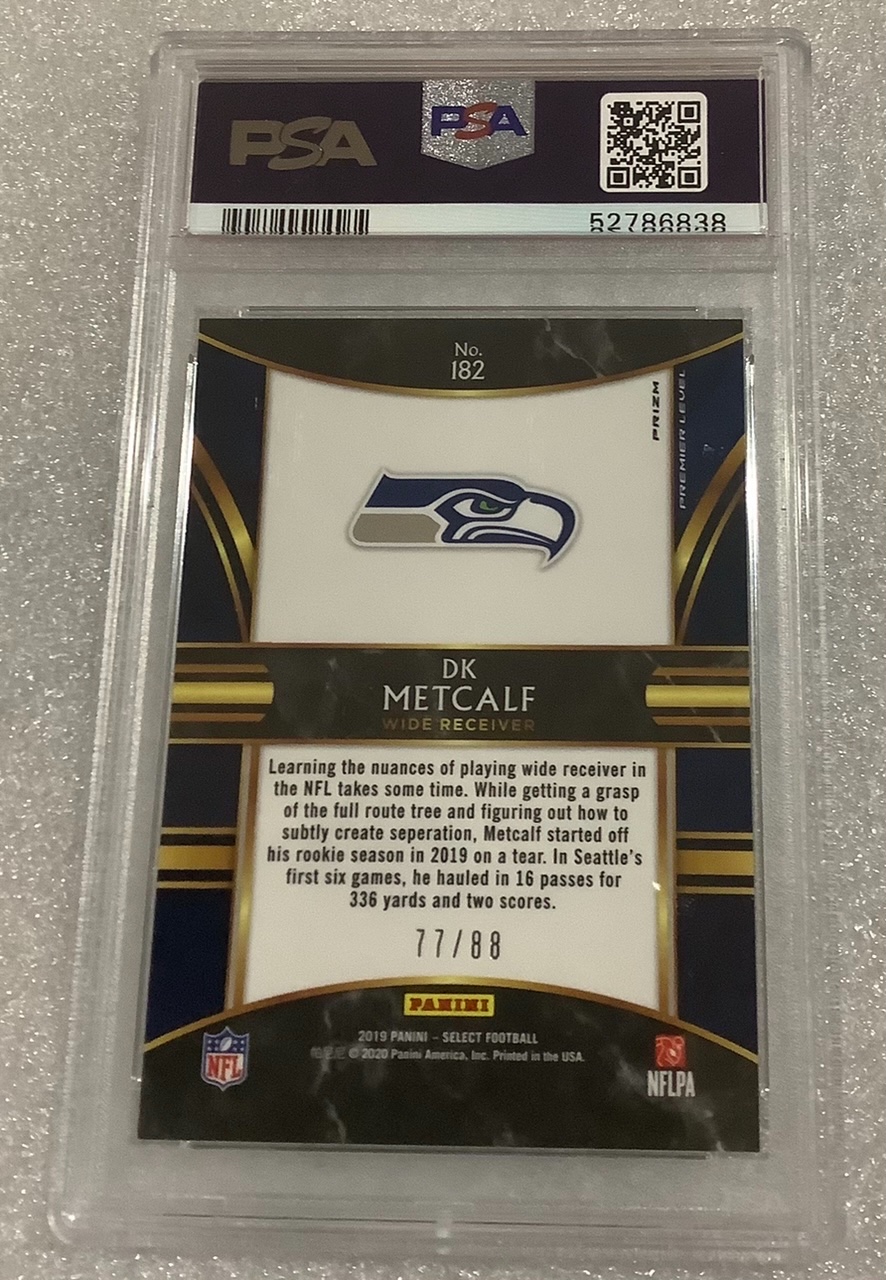 PSA
PSA
52786838
No.
182
PRIZM
PREMIER LEVEL
DK
METCALF
WIDE RECEIVER
Learning the nuances of playing wide receiver in
the NFL takes some time. While getting a grasp
of the full route tree and figuring out how to
subtly create seperation, Metcalf started off
his rookie season in 2019 on a tear. In Seattle's
first six games, he hauled in 16 passes for
336 yards and two scores.
77/88
PANINI
2019 PANINI – SELECT FOOTBALL
© 2020 Panini America, Inc. Printed in the USA.
NFL
NFLPA